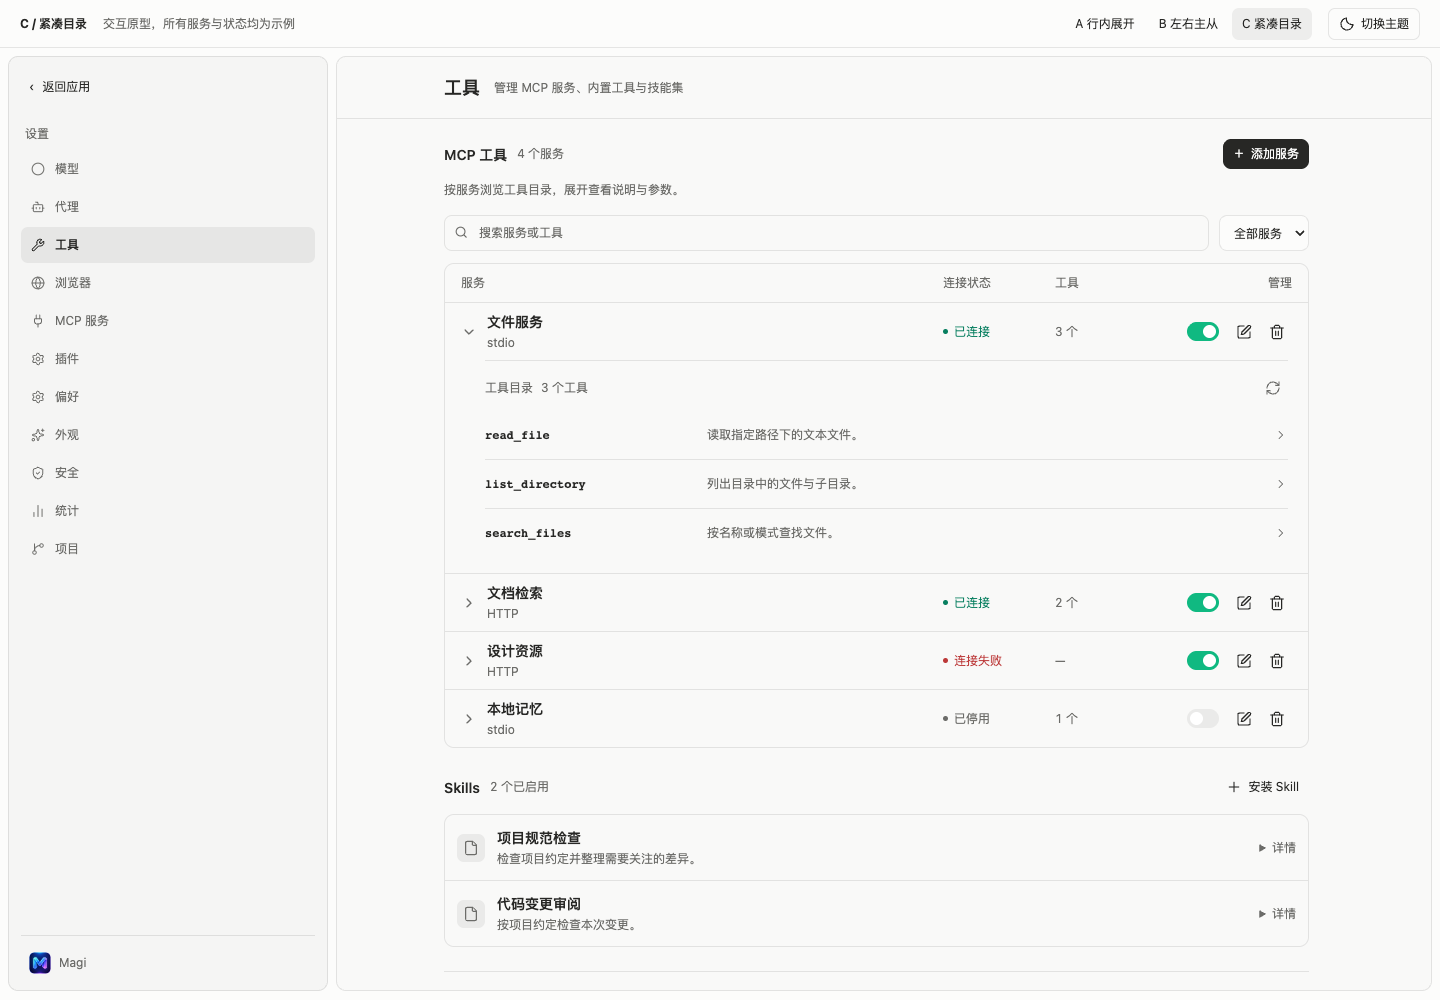 C / 紧凑目录 交互原型，所有服务与状态均为示例 A 行内展开 B 左右主从 C 紧凑目录 切换主题
返回应用
设置
模型
代理
工具
浏览器
MCP 服务
插件
偏好
外观
安全
统计
项目
Magi
工具 管理 MCP 服务、内置工具与技能集
MCP 工具 4 个服务 + 添加服务
按服务浏览工具目录，展开查看说明与参数。
搜索服务或工具 全部服务
服务 连接状态 工具 管理
文件服务
stdio
已连接 3 个
工具目录 3 个工具
read_file 读取指定路径下的文本文件。
list_directory 列出目录中的文件与子目录。
search_files 按名称或模式查找文件。
文档检索
HTTP
已连接 2 个
设计资源
HTTP
连接失败 —
本地记忆
stdio
已停用 1 个
Skills 2 个已启用 + 安装 Skill
项目规范检查
检查项目约定并整理需要关注的差异。
详情
代码变更审阅
按项目约定检查本次变更。
详情